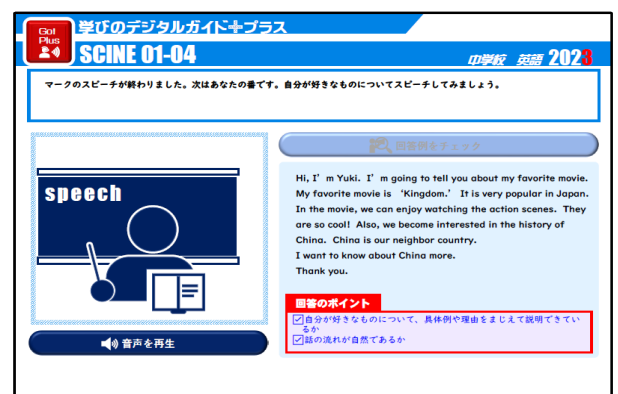 Go!
Plus
学びのデジタルガイド＋プラス
SCINE 01-04
中学校 英語 2023
マークのスピーチが終わりました。次はあなたの番です。自分が好きなものについてスピーチしてみましょう。
speech
音声を再生
回答例をチェック
Hi, I’m Yuki. I’m going to tell you about my favorite movie.
My favorite movie is ‘Kingdom.’ It is very popular in Japan.
In the movie, we can enjoy watching the action scenes. They
are so cool! Also, we become interested in the history of
China. China is our neighbor country.
I want to know about China more.
Thank you.
回答のポイント
☑自分が好きなものについて、具体例や理由をまじえて説明できてい
るか
☑話の流れが自然であるか